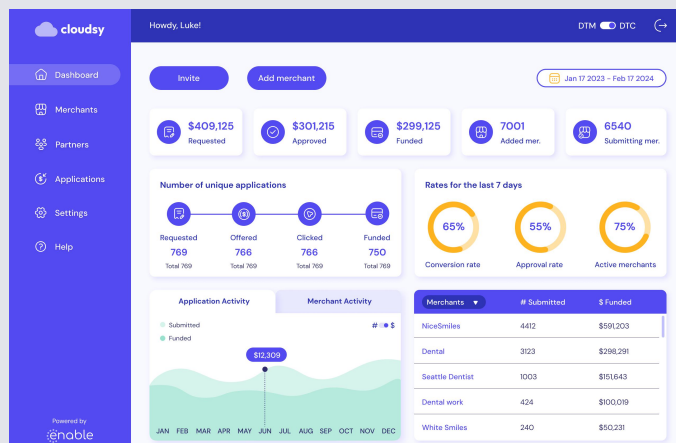 cloudsy
Howdy, Luke!
DTM DTC
Dashboard
Merchants
Partners
Applications
Settings
Help
Powered by
ënable
Invite
Add merchant
Jan 17 2023 - Feb 17 2024
$409,125
Requested
$301,215
Approved
$299,125
Funded
7001
Added mer.
6540
Submitting mer.
Number of unique applications
Requested Offered Clicked Funded
769 766 766 750
Total 769 Total 769 Total 769 Total 769
Rates for the last 7 days
65% 55% 75%
Conversion rate Approval rate Active merchants
Application Activity Merchant Activity
Submitted # $
Funded
$12,309
JAN FEB MAR APR MAY JUN JUL AUG SEP OCT NOV DEC
Merchants # Submitted $ Funded
NiceSmiles 4412 $591,203
Dental 3123 $298,291
Seattle Dentist 1003 $151,643
Dental work 424 $100,019
White Smiles 240 $50,231